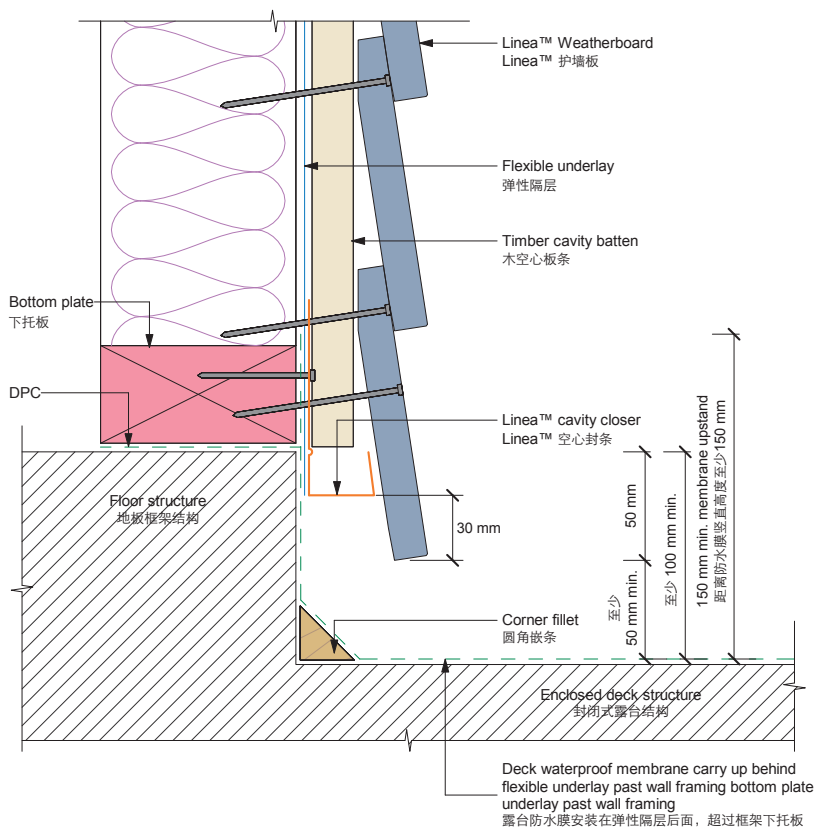 Linea™ Weatherboard
Linea™ 护墙板
Flexible underlay
弹性隔层
Timber cavity batten
木空心板条
Bottom plate
下托板
DPC
Linea™ cavity closer
Linea™ 空心封条
Floor structure
地板框架结构
30 mm
50 mm
至少
50 mm min.
至少 100 mm min.
150 mm min. membrane upstand
距离防水膜竖直高度至少150 mm
Corner fillet
圆角嵌条
Enclosed deck structure
封闭式露台结构
Deck waterproof membrane carry up behind
flexible underlay past wall framing bottom plate
underlay past wall framing
露台防水膜安装在弹性隔层后面，超过框架下托板